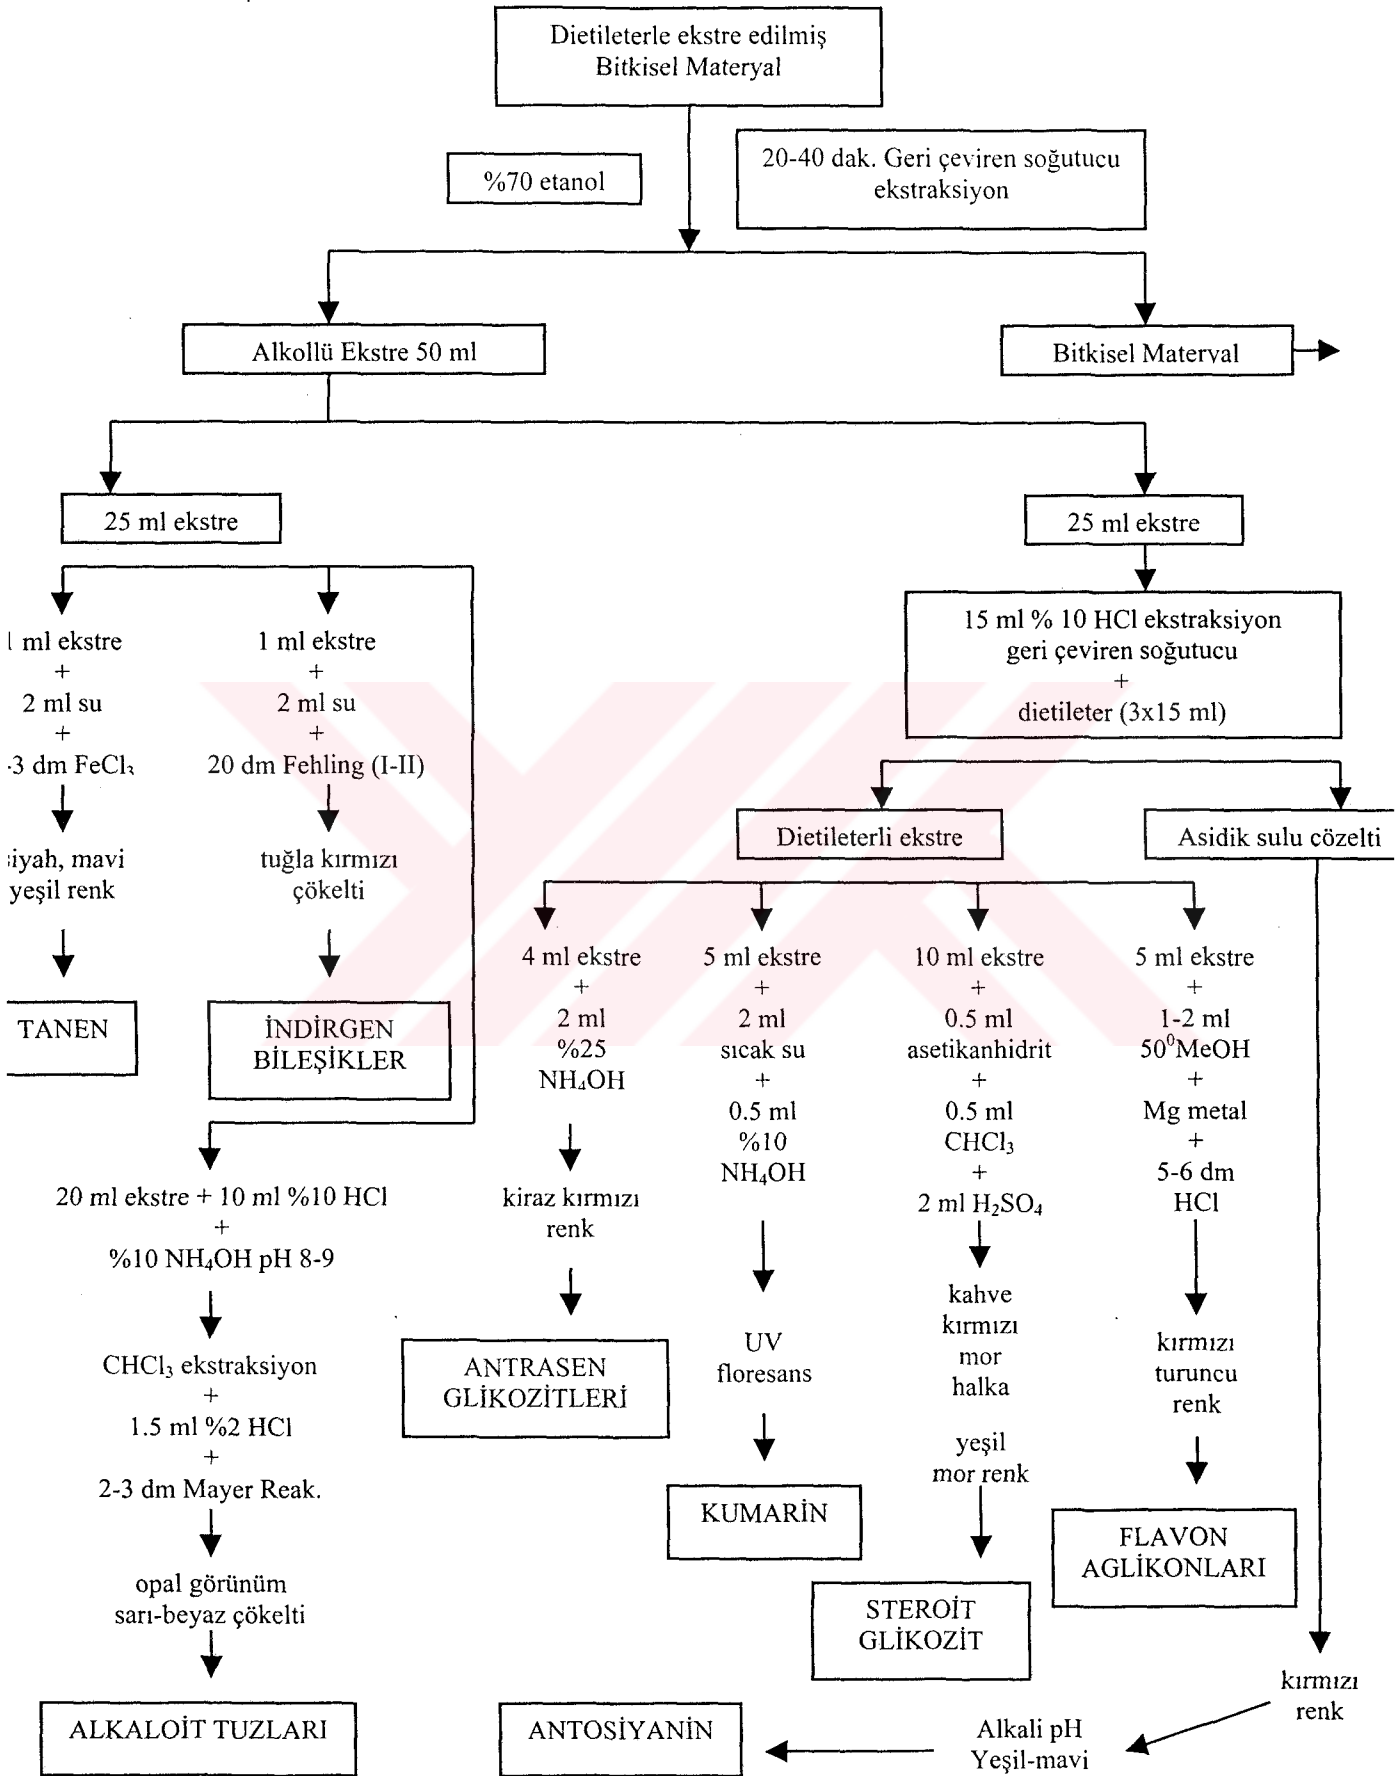 Dietileterle ekstre edilmiş
Bitkisel Materyal
%70 etanol
20-40 dak. Geri çeviren soğutucu
ekstraksiyon
Alkollü Ekstre 50 ml
Bitkisel Materyal
25 ml ekstre
25 ml ekstre
1 ml ekstre
+
2 ml su
+
-3 dm FeCl₃
siyah, mavi
yeşil renk
TANEN
1 ml ekstre
+
2 ml su
+
20 dm Fehling (I-II)
tuğla kırmızı
çökelti
İNDİRGEN
BİLEŞİKLER
20 ml ekstre + 10 ml %10 HCl
+
%10 NH₄OH pH 8-9
CHCl₃ ekstraksiyon
+
1.5 ml %2 HCl
+
2-3 dm Mayer Reak.
opal görünüm
sarı-beyaz çökelti
ALKALOİT TUZLARI
15 ml % 10 HCl ekstraksiyon
geri çeviren soğutucu
+
dietileter (3x15 ml)
Dietileterli ekstre
Asidik sulu çözelti
4 ml ekstre
+
2 ml
%25
NH₄OH
kiraz kırmızı
renk
ANTRASEN
GLİKOZİTLERİ
5 ml ekstre
+
2 ml
sıcak su
+
0.5 ml
%10
NH₄OH
UV
floresans
KUMARİN
10 ml ekstre
+
0.5 ml
asetikanhidrit
+
0.5 ml
CHCl₃
+
2 ml H₂SO₄
kahve
kırmızı
mor
halka
yeşil
mor renk
STEROİT
GLİKOZİT
5 ml ekstre
+
1-2 ml
50⁰MeOH
+
Mg metal
+
5-6 dm
HCl
kırmızı
turuncu
renk
FLAVON
AGLİKONLARI
kırmızı
renk
Alkali pH
Yeşil-mavi
ANTOSİYANİN